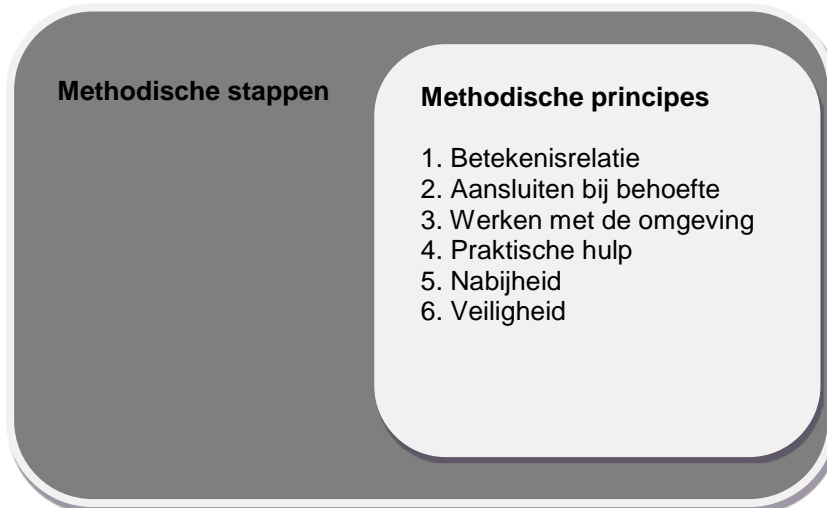 Methodische stappen
Methodische principes
1. Betekenisrelatie
2. Aansluiten bij behoefte
3. Werken met de omgeving
4. Praktische hulp
5. Nabijheid
6. Veiligheid